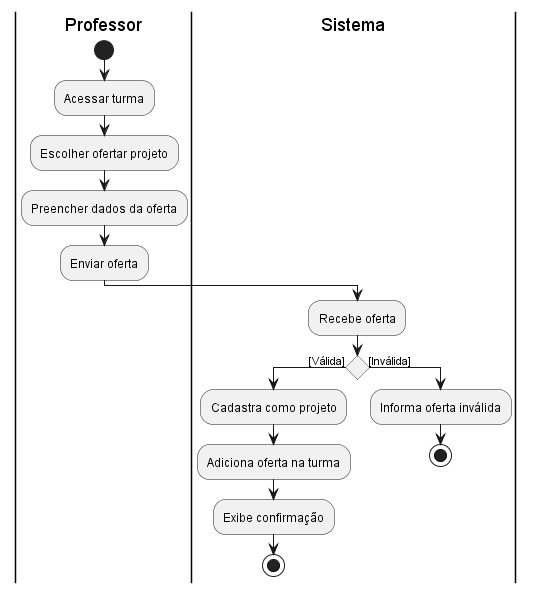 Professor
Sistema
Acessar turma
Escolher ofertar projeto
Preencher dados da oferta
Enviar oferta
Recebe oferta
[Válida]
[Inválida]
Cadastra como projeto
Informa oferta inválida
Adiciona oferta na turma
Exibe confirmação